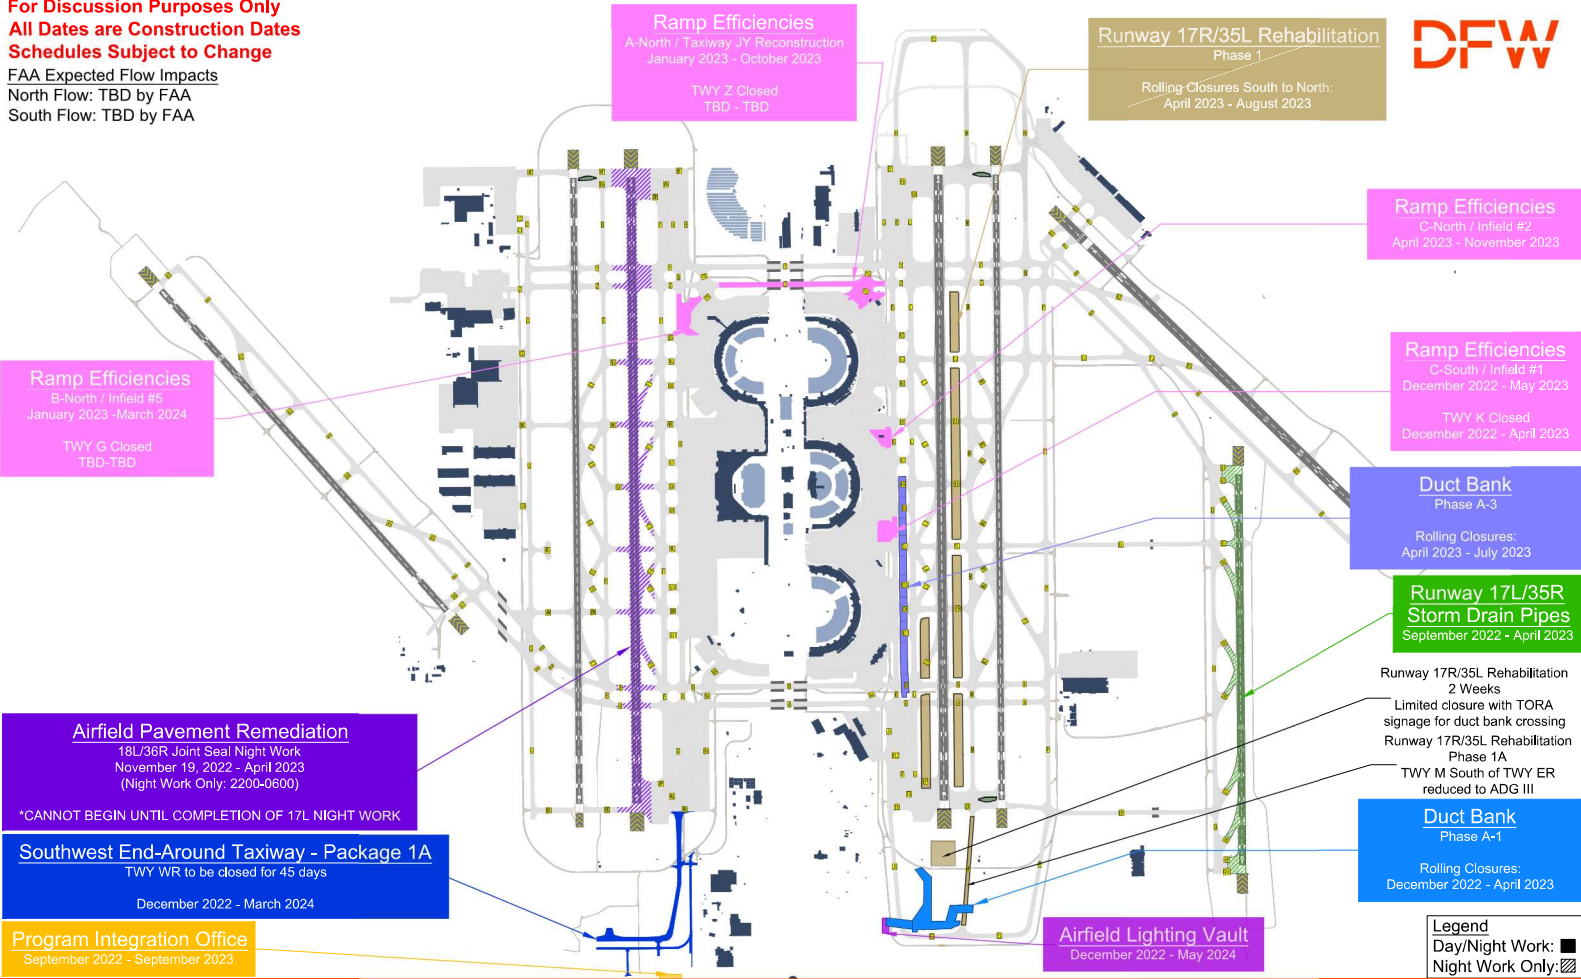 For Discussion Purposes Only
All Dates are Construction Dates
Schedules Subject to Change
FAA Expected Flow Impacts
North Flow: TBD by FAA
South Flow: TBD by FAA
Ramp Efficiencies
A-North / Taxiway JY Reconstruction
January 2023 - October 2023
TWY Z Closed
TBD - TBD
Runway 17R/35L Rehabilitation
Phase 1
Rolling Closures South to North:
April 2023 - August 2023
DFW
Ramp Efficiencies
C-North / Infield #2
April 2023 - November 2023
Ramp Efficiencies
C-South / Infield #1
December 2022 - May 2023
TWY K Closed
December 2022 - April 2023
Ramp Efficiencies
B-North / Infield #5
January 2023 -March 2024
TWY G Closed
TBD-TBD
Duct Bank
Phase A-3
Rolling Closures:
April 2023 - July 2023
Runway 17L/35R
Storm Drain Pipes
September 2022 - April 2023
Runway 17R/35L Rehabilitation
2 Weeks
Limited closure with TORA
signage for duct bank crossing
Runway 17R/35L Rehabilitation
Phase 1A
TWY M South of TWY ER
reduced to ADG III
Airfield Pavement Remediation
18L/36R Joint Seal Night Work
November 19, 2022 - April 2023
(Night Work Only: 2200-0600)
*CANNOT BEGIN UNTIL COMPLETION OF 17L NIGHT WORK
Southwest End-Around Taxiway - Package 1A
TWY WR to be closed for 45 days
December 2022 - March 2024
Duct Bank
Phase A-1
Rolling Closures:
December 2022 - April 2023
Program Integration Office
September 2022 - September 2023
Airfield Lighting Vault
December 2022 - May 2024
Legend
Day/Night Work:
Night Work Only: